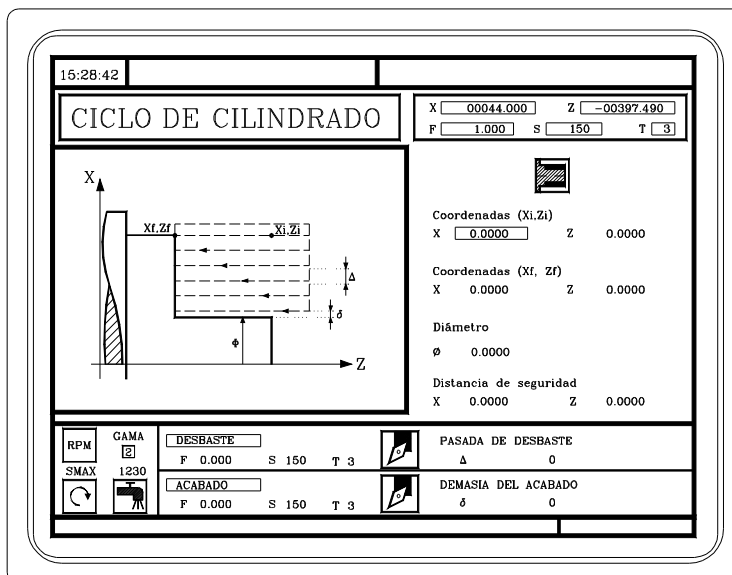 15:28:42
CICLO DE CILINDRADO
X 00044.000 Z -00397.490
F 1.000 S 150 T 3
X
Xf,Zf
Xi,Zi
Δ
δ
Φ
Z
Coordenadas (Xi,Zi)
X 0.0000 Z 0.0000
Coordenadas (Xf, Zf)
X 0.0000 Z 0.0000
Diámetro
Ø 0.0000
Distancia de seguridad
X 0.0000 Z 0.0000
RPM
GAMA
2
SMAX 1230
DESBASTE
F 0.000 S 150 T 3
PASADA DE DESBASTE
Δ 0
ACABADO
F 0.000 S 150 T 3
DEMASIA DEL ACABADO
δ 0